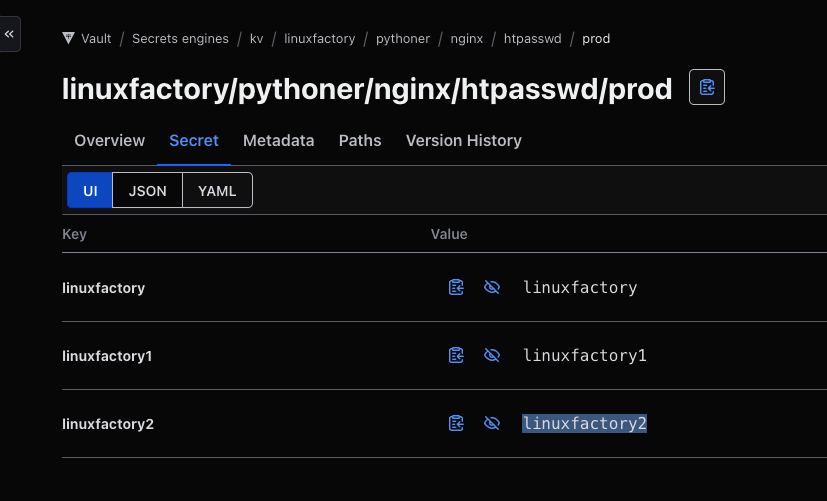 Vault / Secrets engines / kv / linuxfactory / pythoner / nginx / htpasswd / prod
linuxfactory/pythoner/nginx/htpasswd/prod
Overview Secret Metadata Paths Version History
UI JSON YAML
Key Value
linuxfactory linuxfactory
linuxfactory1 linuxfactory1
linuxfactory2 linuxfactory2